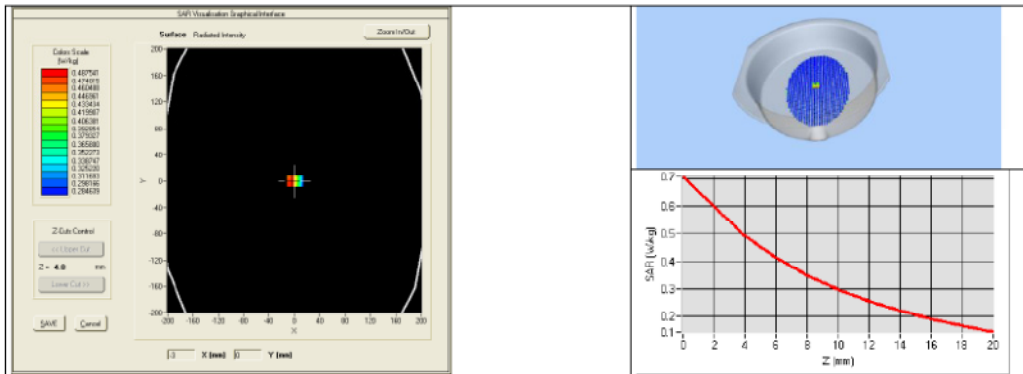 SAR Visualisation Graphical Interface
Surface Radiated Intensity
Zoom In/Out
Colors Scale
(W/kg)
0.487541
0.474015
0.460488
0.446961
0.433434
0.419907
0.406381
0.392854
0.379327
0.365800
0.352273
0.338747
0.325220
0.311693
0.298166
0.284639
200
160
120
80
40
0
-40
-80
-120
-160
-200
Y
-200 -160 -120 -80 -40 0 40 80 120 160 200
X
Z-Cuts Control
<< Upper Cut
Z = 4.0 mm
Lower Cut >>
SAVE Cancel
X (mm) 0 Y (mm)
0.7
0.6
0.5
0.4
0.3
0.2
0.1
SAR (W/kg)
0 2 4 6 8 10 12 14 16 18 20
Z (mm)